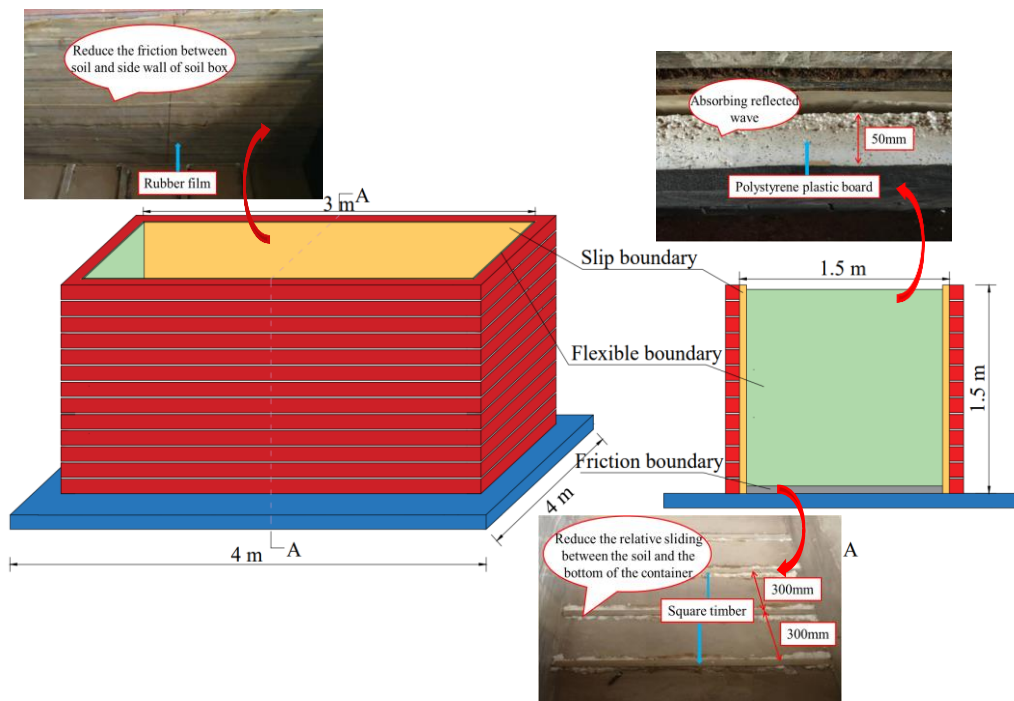 Reduce the friction between
soil and side wall of soil box
Rubber film
Absorbing reflected
wave
50mm
Polystyrene plastic board
3 m
A
Slip boundary
1.5 m
Flexible boundary
1.5 m
Friction boundary
4 m
A
4 m
Reduce the relative sliding
between the soil and the
bottom of the container
Square timber
300mm
300mm
A